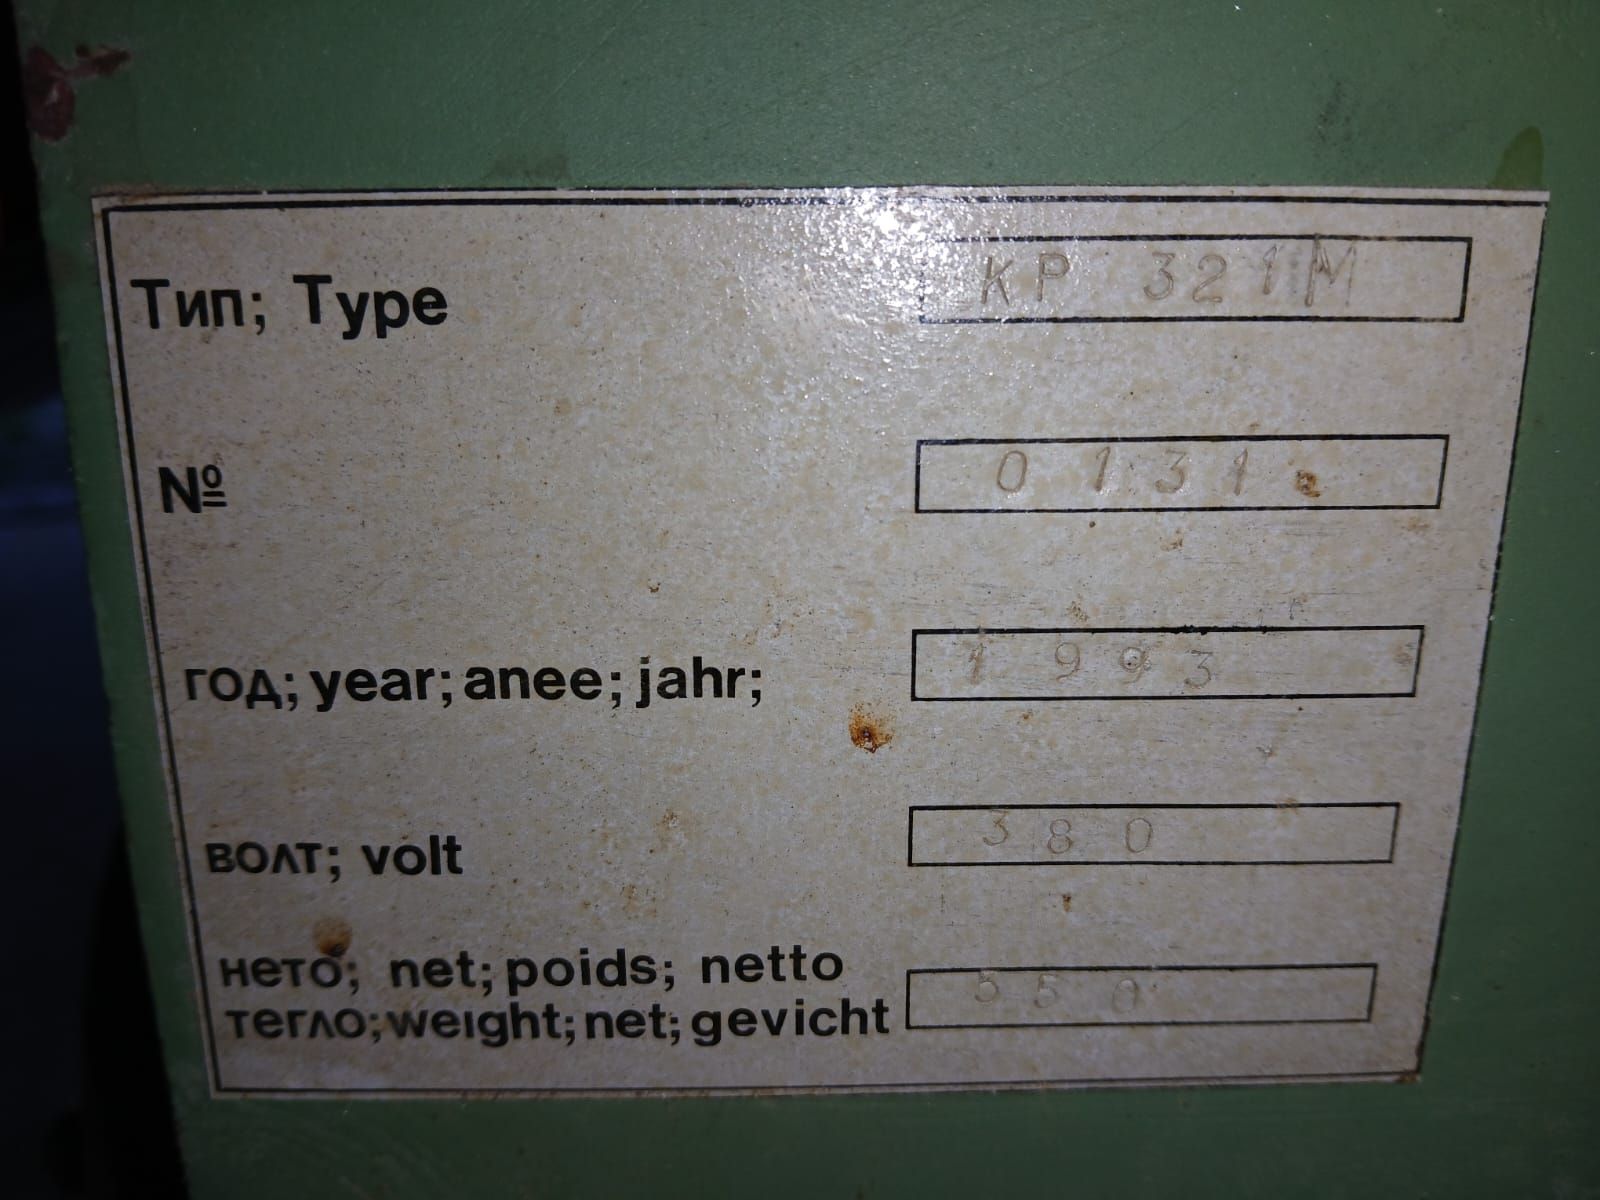 Тип; Type KP 321M
№ 0131
год; year; anee; jahr; 1993
волт; volt 380
нето; net; poids; netto
тегло; weight; net; gevicht 550